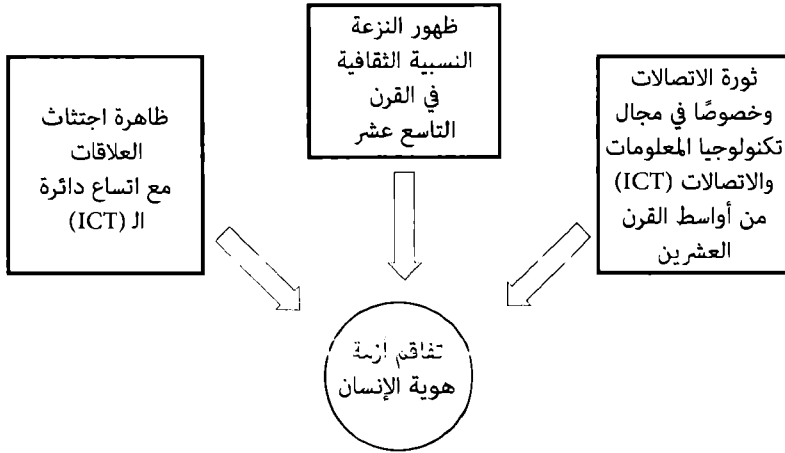 ثورة الاتصالات
وخصوصًا في مجال
تكنولوجيا المعلومات
والاتصالات (ICT)
من أواسط القرن
العشرين
ظهور النزعة
النسبية الثقافية
في القرن
التاسع عشر
ظاهرة اجتثاث
العلاقات
مع اتساع دائرة
الـ (ICT)
تفاقم ازمة
هوية الإنسان